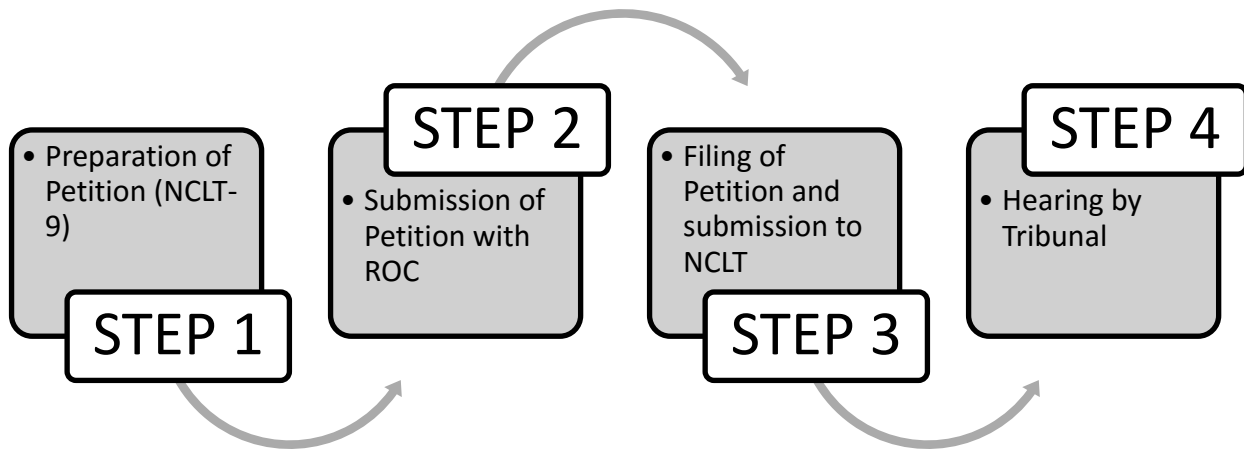 • Preparation of
Petition (NCLT-
9)
STEP 1
STEP 2
• Submission of
Petition with
ROC
• Filing of
Petition and
submission to
NCLT
STEP 3
STEP 4
• Hearing by
Tribunal